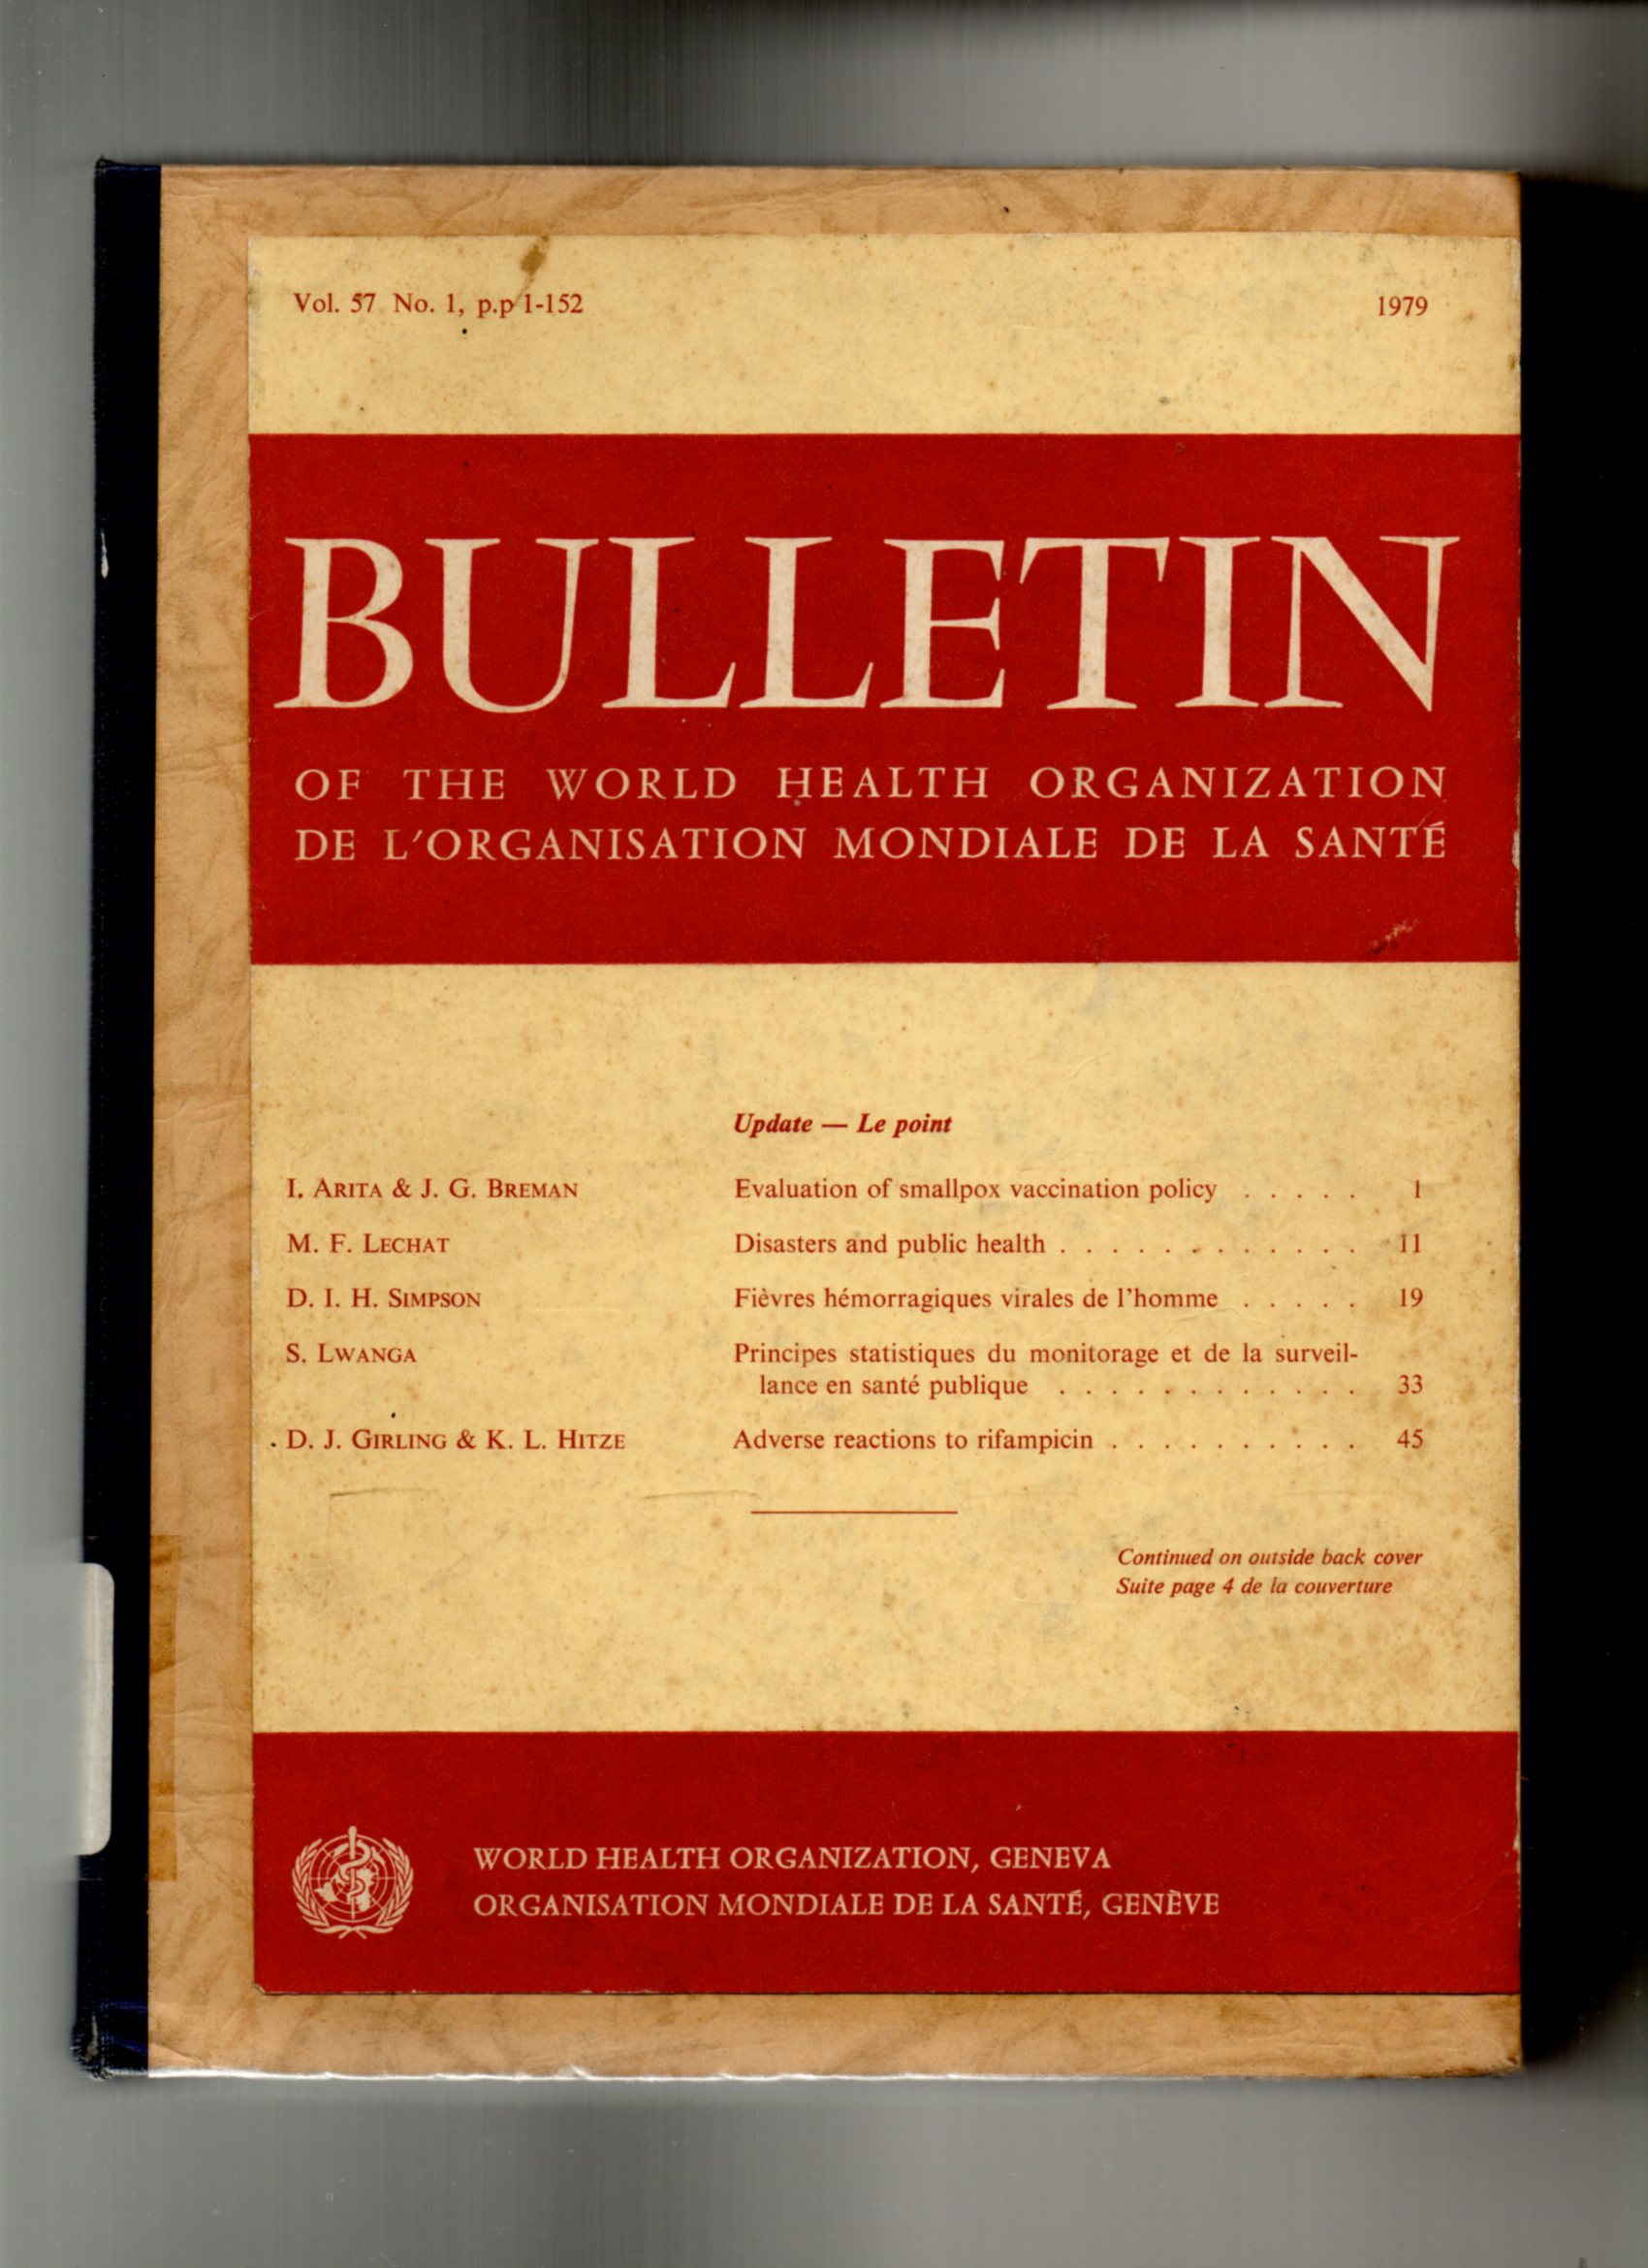 Vol. 57 No. 1, p.p 1-152 1979
BULLETIN
OF THE WORLD HEALTH ORGANIZATION
DE L'ORGANISATION MONDIALE DE LA SANTÉ
Update — Le point
I. ARITA & J. G. BREMAN Evaluation of smallpox vaccination policy . . . . . 1
M. F. LECHAT Disasters and public health . . . . . . . . . . . . 11
D. I. H. SIMPSON Fièvres hémorragiques virales de l'homme . . . . . 19
S. LWANGA Principes statistiques du monitorage et de la surveil-
lance en santé publique . . . . . . . . . . . . 33
D. J. GIRLING & K. L. HITZE Adverse reactions to rifampicin . . . . . . . . . . 45
Continued on outside back cover
Suite page 4 de la couverture
WORLD HEALTH ORGANIZATION, GENEVA
ORGANISATION MONDIALE DE LA SANTÉ, GENÈVE